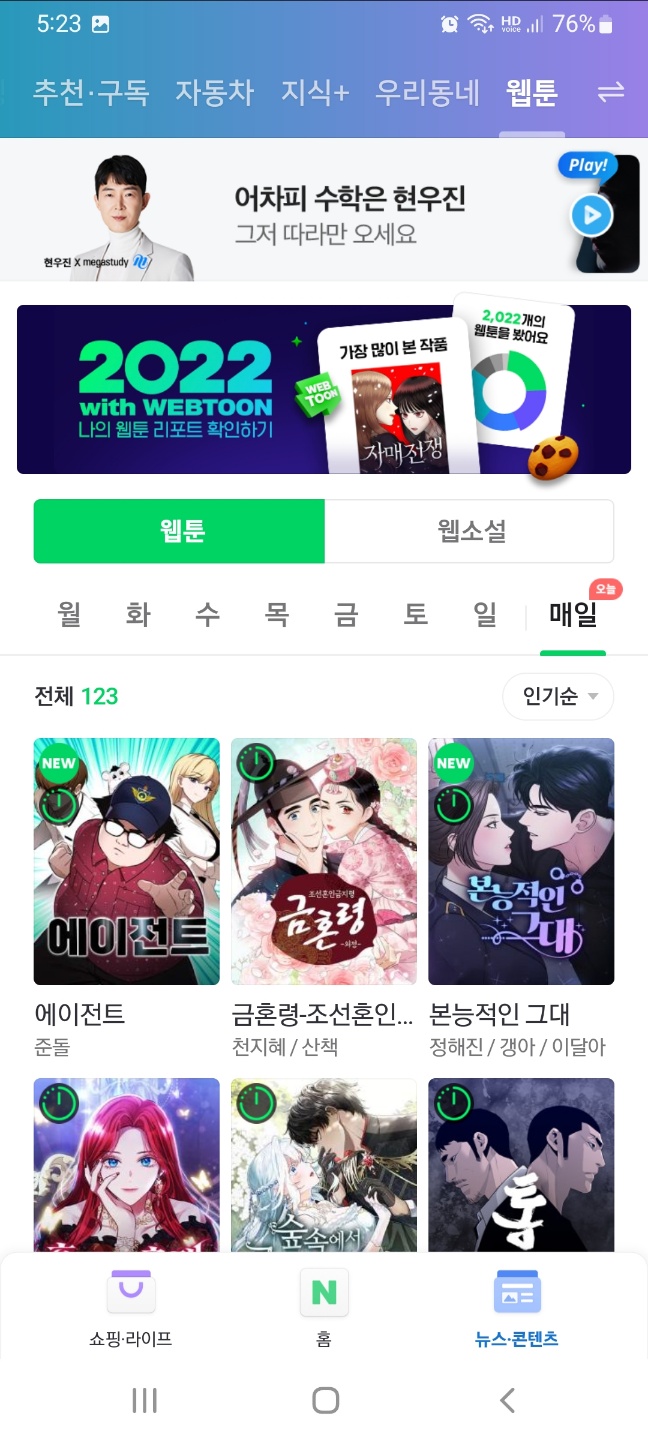 5:23 HD voice 76%
추천·구독 자동차 지식+ 우리동네 웹툰
Play!
어차피 수학은 현우진
그저 따라만 오세요
현우진 X megastudy
2,022개의
웹툰을 봤어요
가장 많이 본 작품
2022
with WEBTOON
나의 웹툰 리포트 확인하기
WEB
TOON
자매전쟁
웹툰 웹소설
오늘
월 화 수 목 금 토 일 매일
전체 123 인기순
NEW
NEW
에이전트
조선혼인금지령
금혼령
-외전-
본능적인
그대
에이전트 금혼령-조선혼인... 본능적인 그대
준돌 천지혜 / 산책 정해진 / 갱아 / 이달아
숲속에서
통
N
쇼핑·라이프 홈 뉴스·콘텐츠